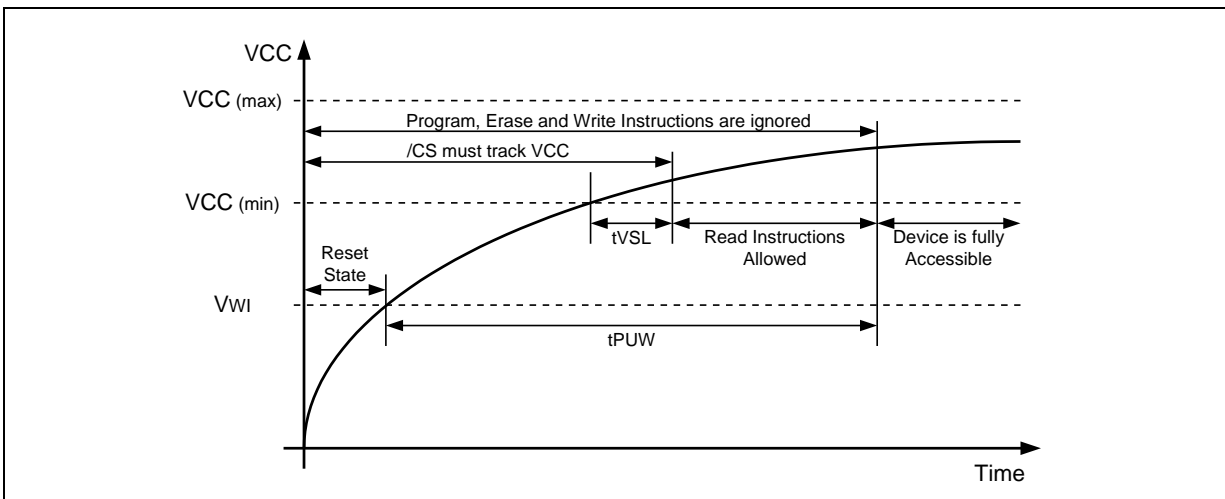 VCC
VCC (max)
Program, Erase and Write Instructions are ignored
/CS must track VCC
VCC (min)
tVSL
Read Instructions
Allowed
Device is fully
Accessible
Reset
State
VWI
tPUW
Time